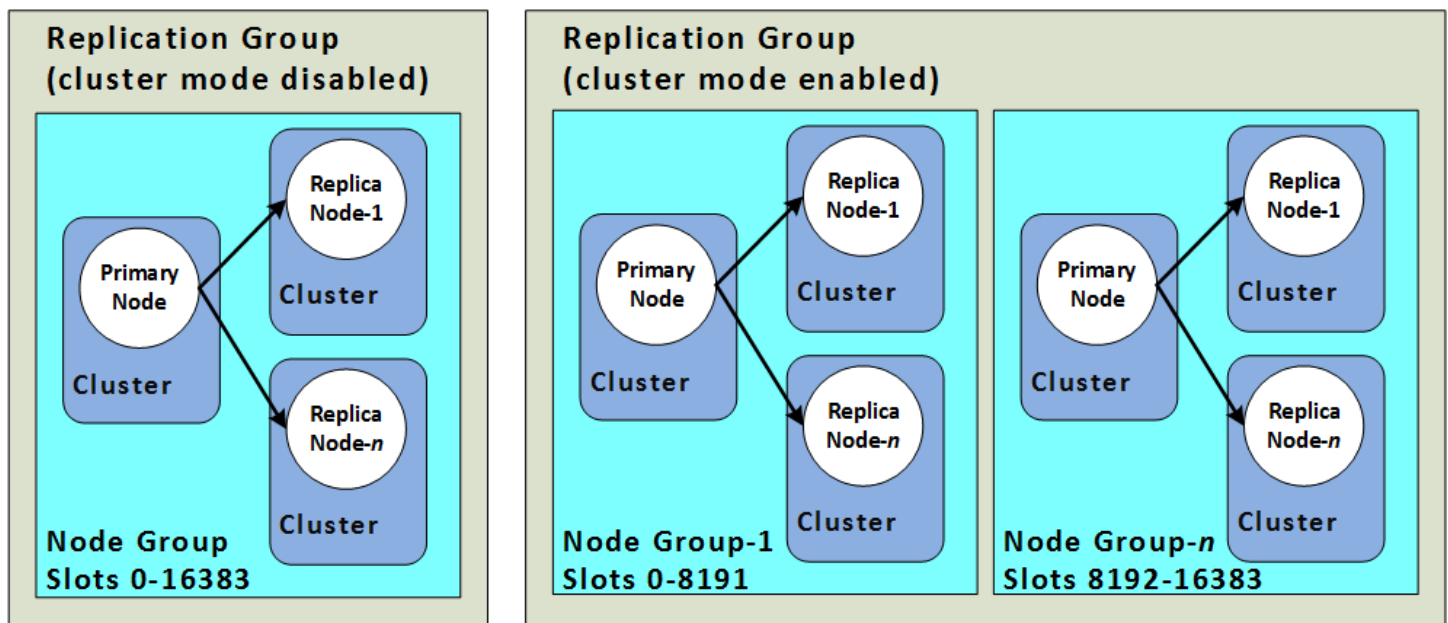 Replication Group
(cluster mode disabled)
Replica
Node-1
Cluster
Primary
Node
Cluster
Replica
Node-n
Cluster
Node Group
Slots 0-16383
Replication Group
(cluster mode enabled)
Replica
Node-1
Cluster
Primary
Node
Cluster
Replica
Node-n
Cluster
Node Group-1
Slots 0-8191
Replica
Node-1
Cluster
Primary
Node
Cluster
Replica
Node-n
Cluster
Node Group-n
Slots 8192-16383